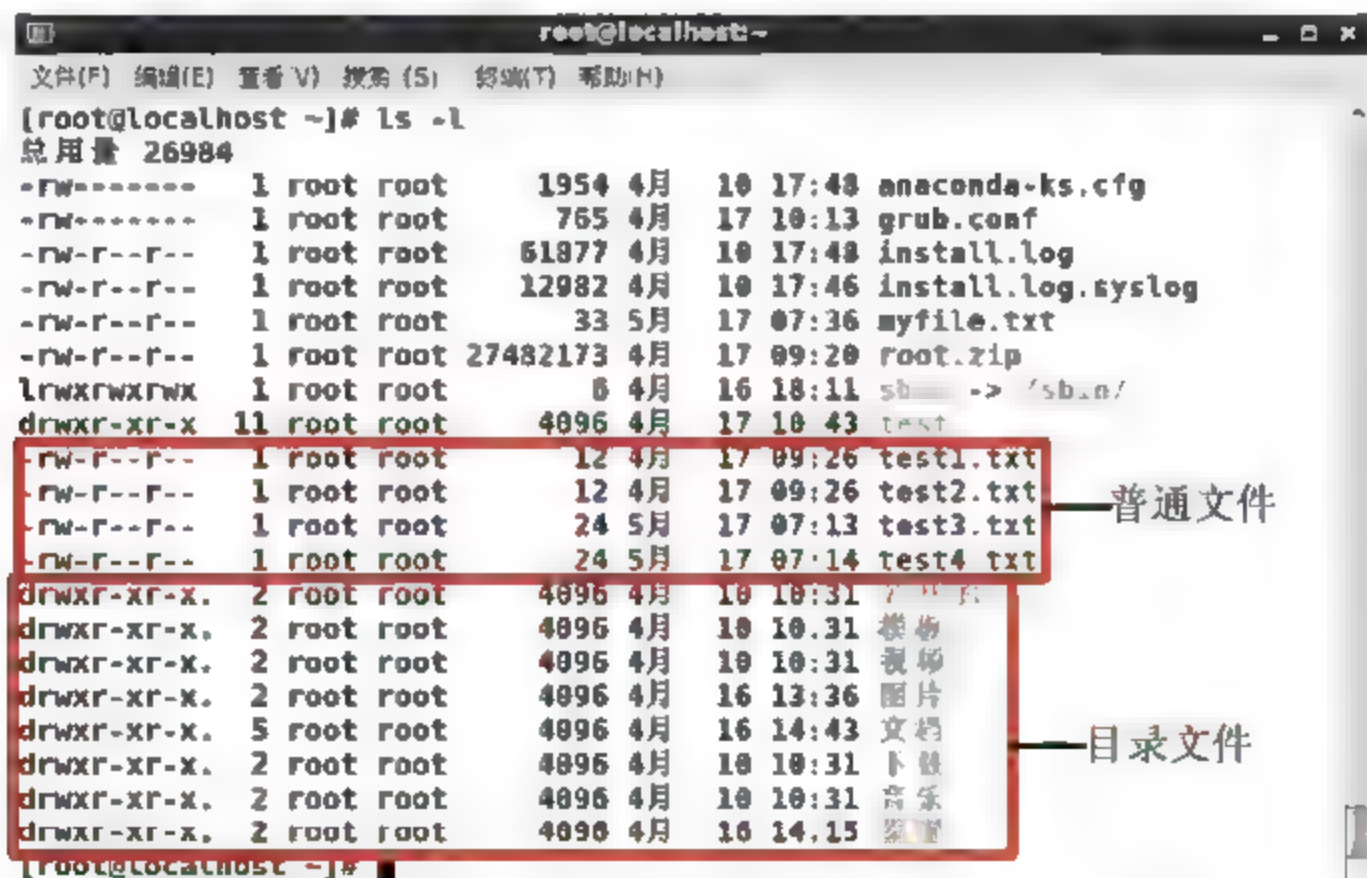 root@localhost:~
文件(F) 编辑(E) 查看(V) 搜索(S) 终端(T) 帮助(H)
[root@localhost ~]# ls -l
总用量 26984
-rw------- 1 root root 1954 4月 10 17:48 anaconda-ks.cfg
-rw------- 1 root root 765 4月 17 10:13 grub.conf
-rw-r--r-- 1 root root 61877 4月 10 17:48 install.log
-rw-r--r-- 1 root root 12982 4月 10 17:46 install.log.syslog
-rw-r--r-- 1 root root 33 5月 17 07:36 myfile.txt
-rw-r--r-- 1 root root 27482173 4月 17 09:20 root.zip
lrwxrwxrwx 1 root root 6 4月 16 18:11 -> /sbin/
drwxr-xr-x 11 root root 4096 4月 17 10 43 test
-rw-r--r-- 1 root root 12 4月 17 09:26 test1.txt
-rw-r--r-- 1 root root 12 4月 17 09:26 test2.txt
普通文件
-rw-r--r-- 1 root root 24 5月 17 07:13 test3.txt
-rw-r--r-- 1 root root 24 5月 17 07:14 test4 txt
drwxr-xr-x. 2 root root 4096 4月 10 10:31
drwxr-xr-x. 2 root root 4096 4月 10 10.31 模板
drwxr-xr-x. 2 root root 4096 4月 10 10:31 视频
drwxr-xr-x. 2 root root 4096 4月 16 13:36 图片
drwxr-xr-x. 5 root root 4096 4月 16 14:43 文档
目录文件
drwxr-xr-x. 2 root root 4096 4月 10 10:31 下载
drwxr-xr-x. 2 root root 4096 4月 10 10:31 音乐
drwxr-xr-x. 2 root root 4096 4月 16 14.15 桌面
[root@localhost ~]#